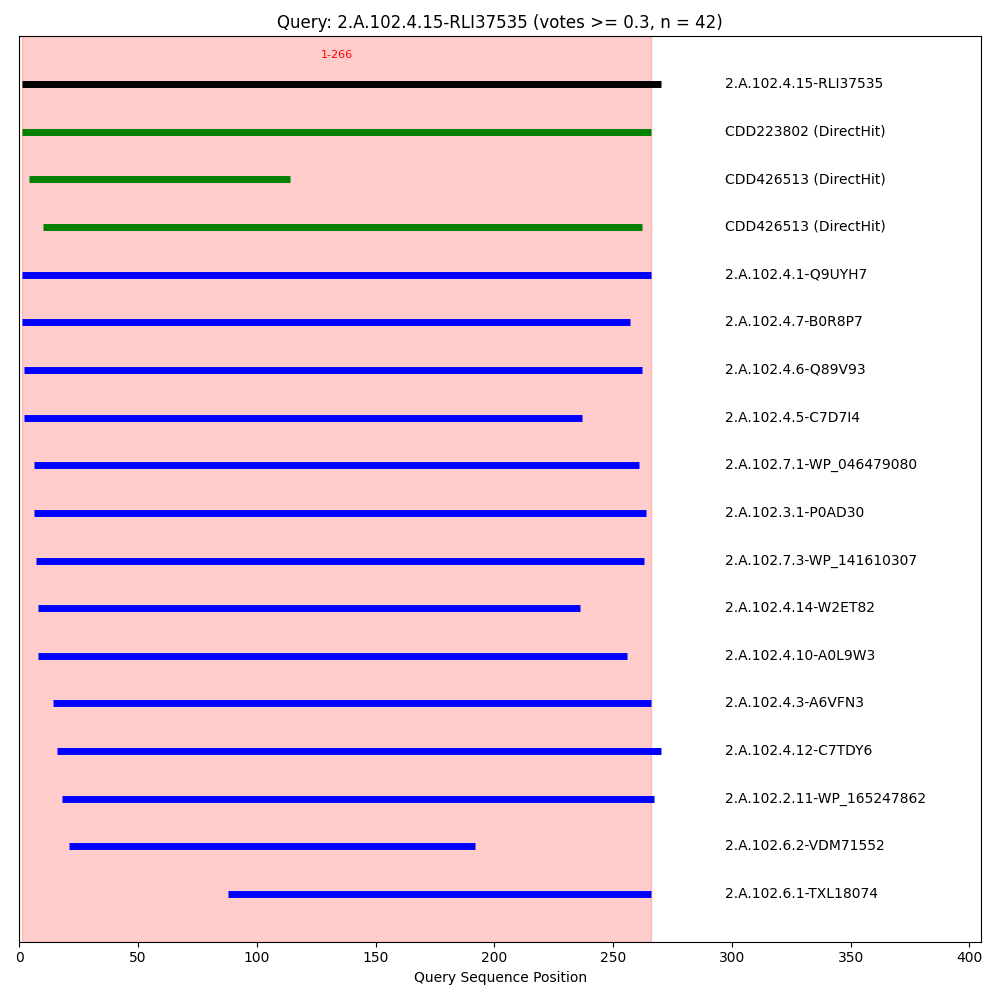 Query: 2.A.102.4.15-RLI37535 (votes >= 0.3, n = 42)
1-266
2.A.102.4.15-RLI37535
CDD223802 (DirectHit)
CDD426513 (DirectHit)
CDD426513 (DirectHit)
2.A.102.4.1-Q9UYH7
2.A.102.4.7-B0R8P7
2.A.102.4.6-Q89V93
2.A.102.4.5-C7D7I4
2.A.102.7.1-WP_046479080
2.A.102.3.1-P0AD30
2.A.102.7.3-WP_141610307
2.A.102.4.14-W2ET82
2.A.102.4.10-A0L9W3
2.A.102.4.3-A6VFN3
2.A.102.4.12-C7TDY6
2.A.102.2.11-WP_165247862
2.A.102.6.2-VDM71552
2.A.102.6.1-TXL18074
0 50 100 150 200 250 300 350 400
Query Sequence Position